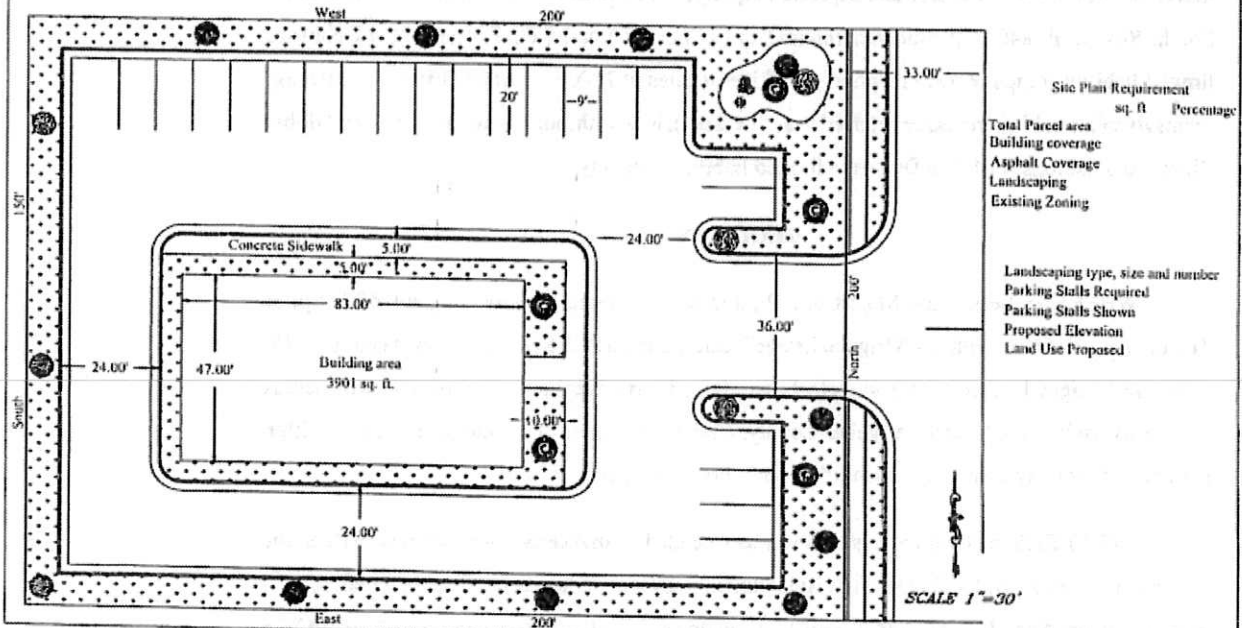 West
200'
33.00'
Site Plan Requirement
sq. ft Percentage
Total Parcel area
Building coverage
Asphalt Coverage
Landscaping
Existing Zoning
20'
9'
150'
24.00'
Concrete Sidewalk
5.00'
5.00'
83.00'
Landscaping type, size and number
Parking Stalls Required
Parking Stalls Shown
Proposed Elevation
Land Use Proposed
200'
36.00'
North
24.00'
47.00'
Building area
3901 sq. ft.
South
10.00'
24.00'
SCALE 1"=30'
East
200'